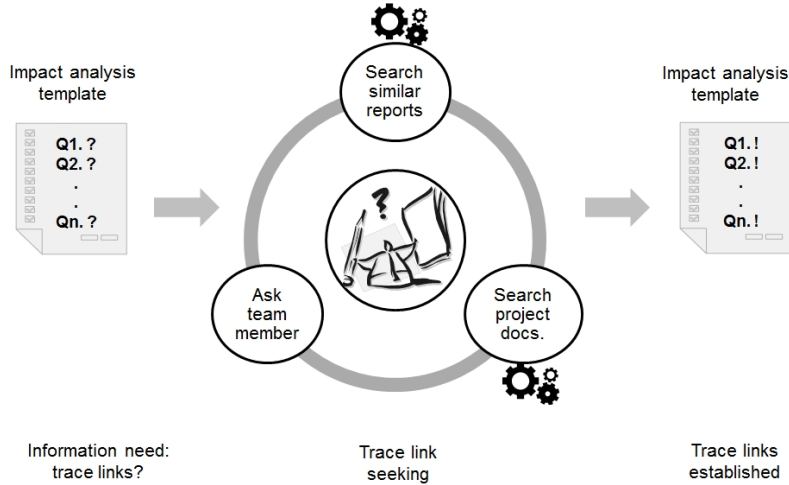 Impact analysis
template
Q1. ?
Q2. ?
.
.
Qn. ?
Search
similar
reports
?
Ask
team
member
Search
project
docs.
Impact analysis
template
Q1. !
Q2. !
.
.
Qn. !
Information need:
trace links?
Trace link
seeking
Trace links
established